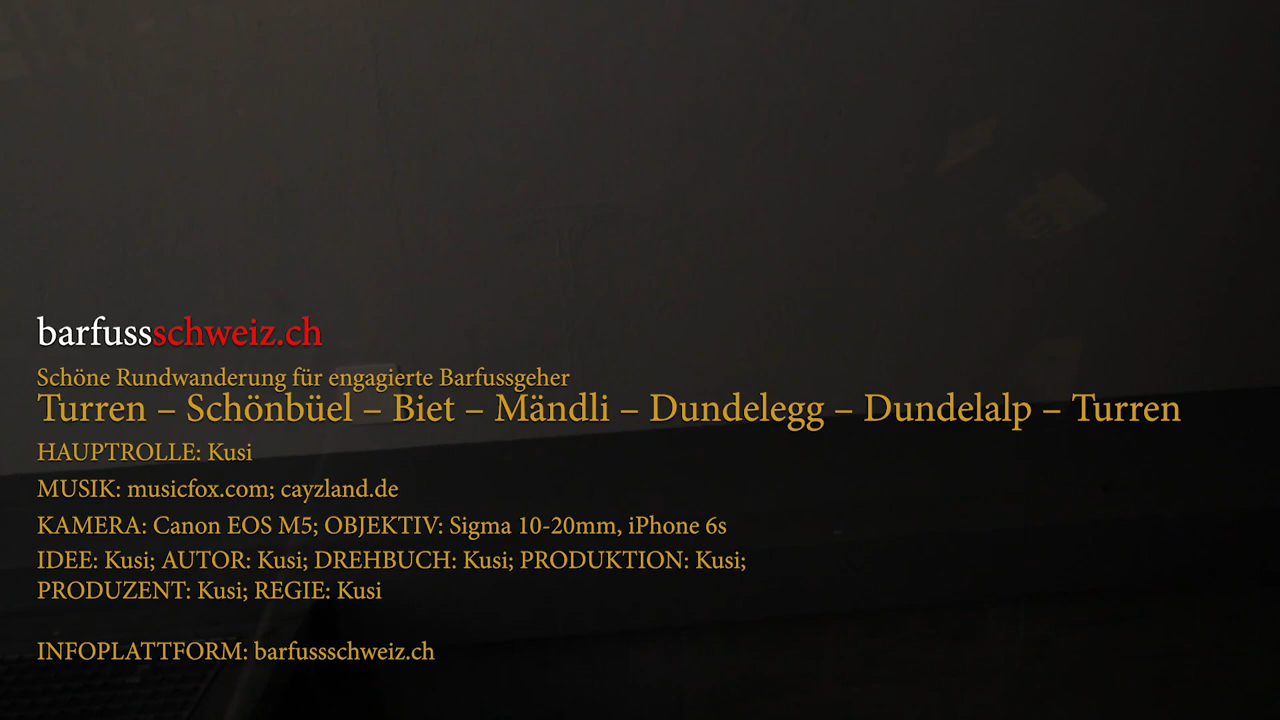 barfussschweiz.ch
Schöne Rundwanderung für engagierte Barfussgeher
Turren – Schönbüel – Biet – Mändli – Dundelegg – Dundelalp – Turren
HAUPTROLLE: Kusi
MUSIK: musicfox.com; cayzland.de
KAMERA: Canon EOS M5; OBJEKTIV: Sigma 10-20mm, iPhone 6s
IDEE: Kusi; AUTOR: Kusi; DREHBUCH: Kusi; PRODUKTION: Kusi;
PRODUZENT: Kusi; REGIE: Kusi
INFOPLATTFORM: barfussschweiz.ch